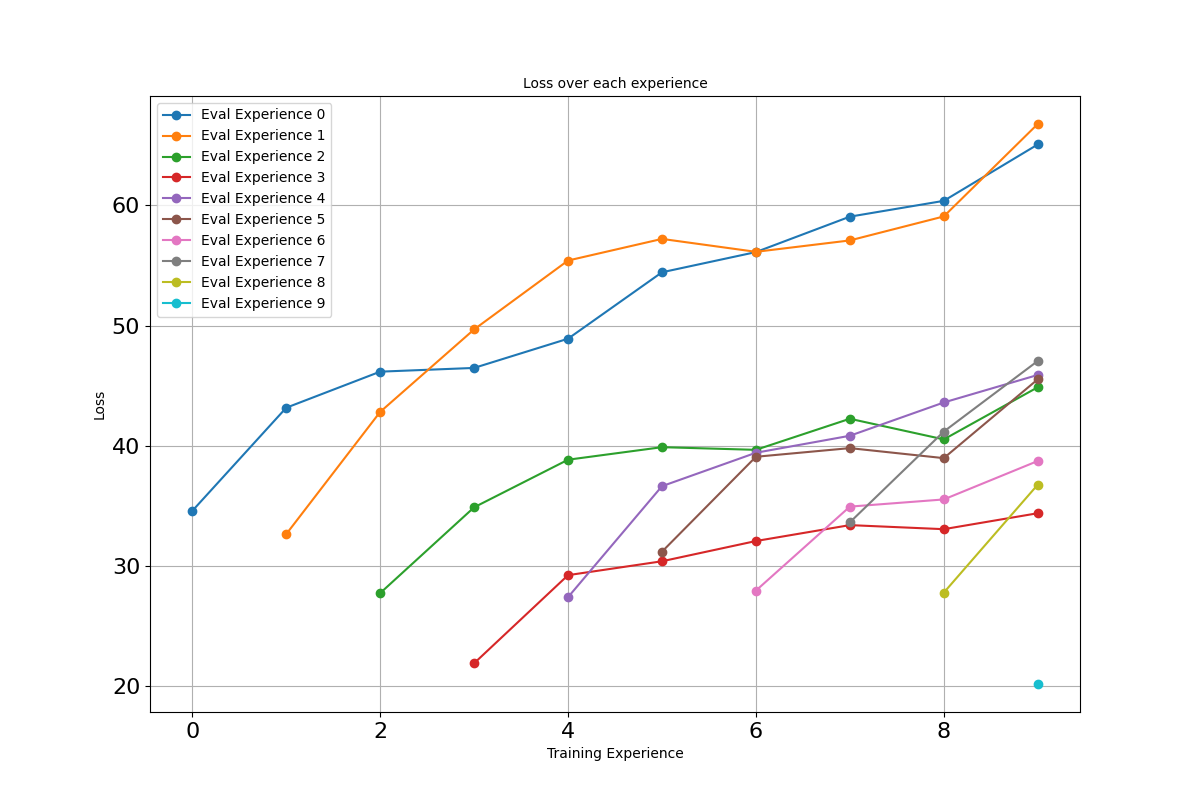 Loss over each experience
Eval Experience 0
Eval Experience 1
Eval Experience 2
Eval Experience 3
Eval Experience 4
Eval Experience 5
Eval Experience 6
Eval Experience 7
Eval Experience 8
Eval Experience 9
60
50
40
30
20
Loss
0 2 4 6 8
Training Experience